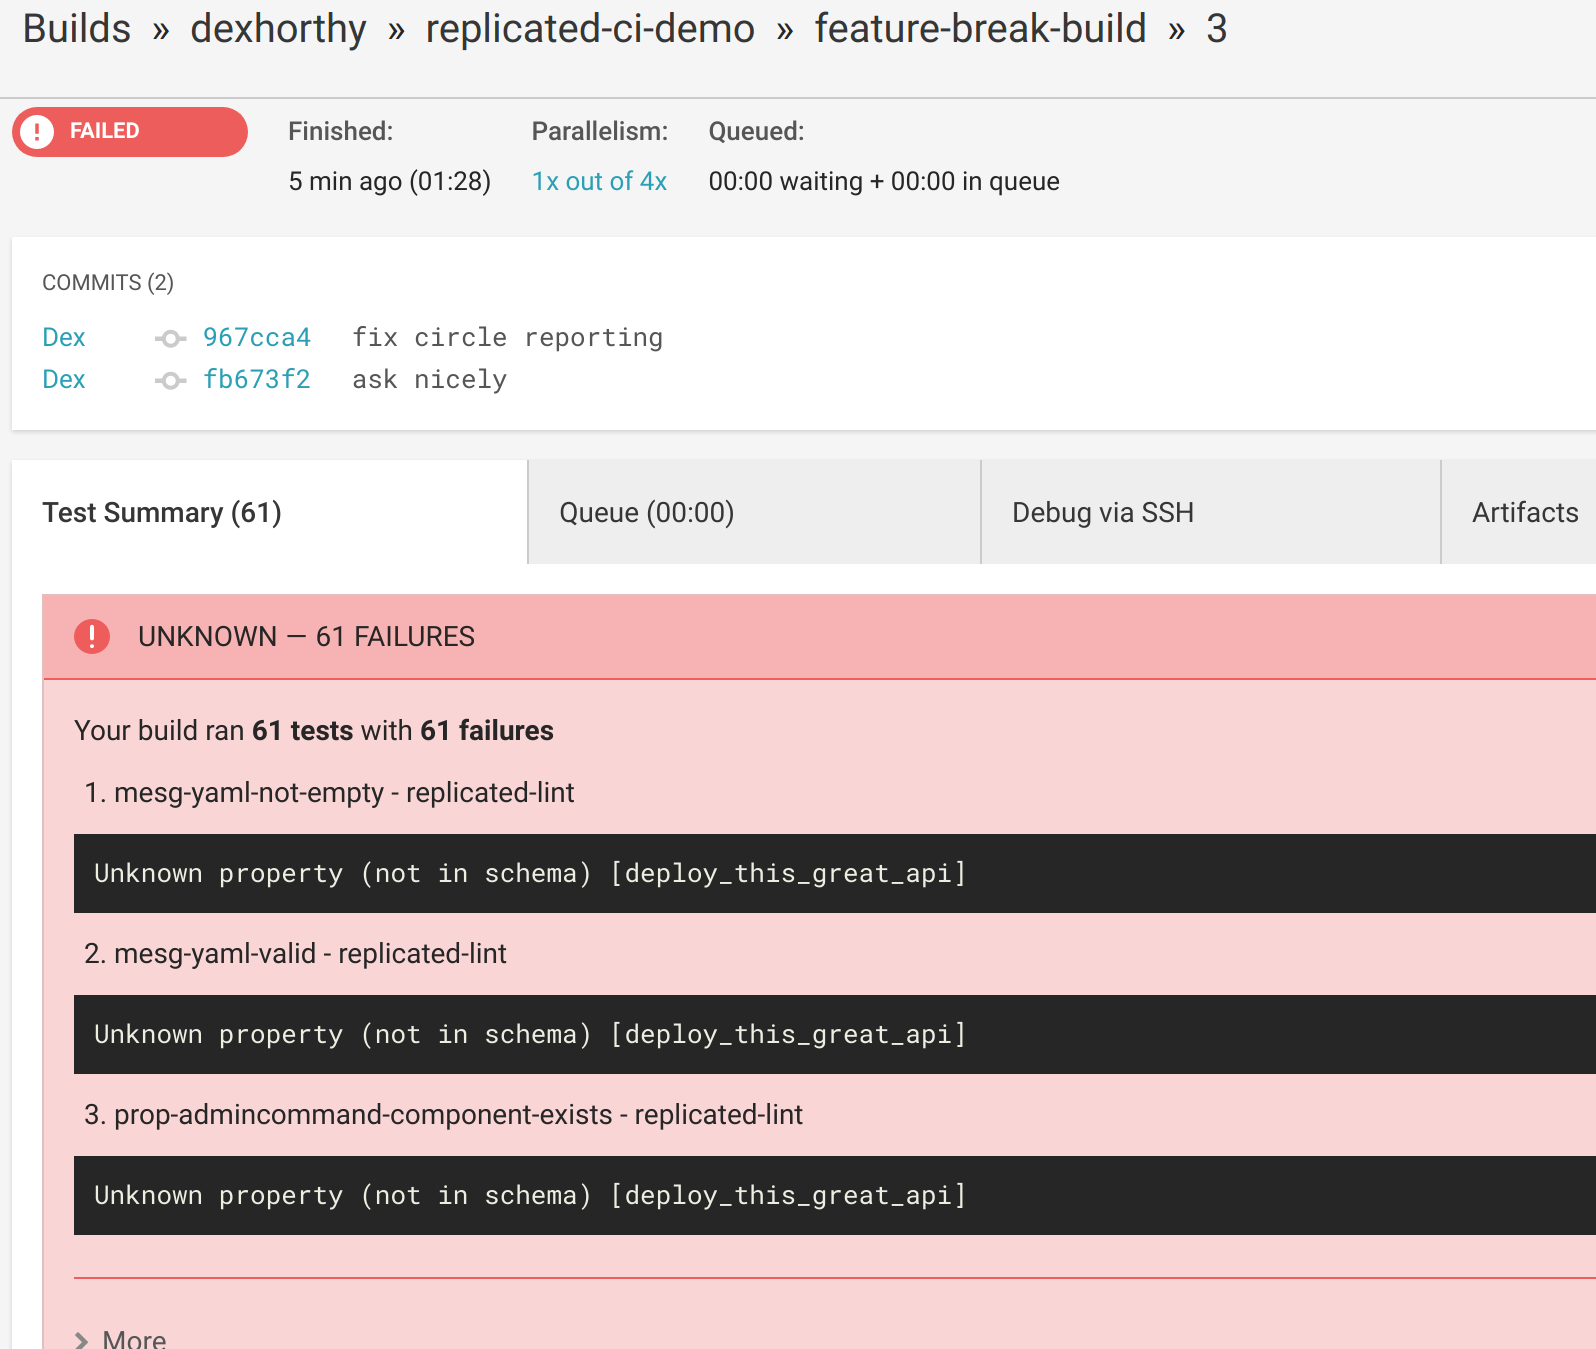 Builds » dexhorthy » replicated-ci-demo » feature-break-build » 3
FAILED
Finished: Parallelism: Queued:
5 min ago (01:28) 1x out of 4x 00:00 waiting + 00:00 in queue
COMMITS (2)
Dex 967cca4 fix circle reporting
Dex fb673f2 ask nicely
Test Summary (61) Queue (00:00) Debug via SSH Artifacts
UNKNOWN — 61 FAILURES
Your build ran 61 tests with 61 failures
1. mesg-yaml-not-empty - replicated-lint
Unknown property (not in schema) [deploy_this_great_api]
2. mesg-yaml-valid - replicated-lint
Unknown property (not in schema) [deploy_this_great_api]
3. prop-admincommand-component-exists - replicated-lint
Unknown property (not in schema) [deploy_this_great_api]
More